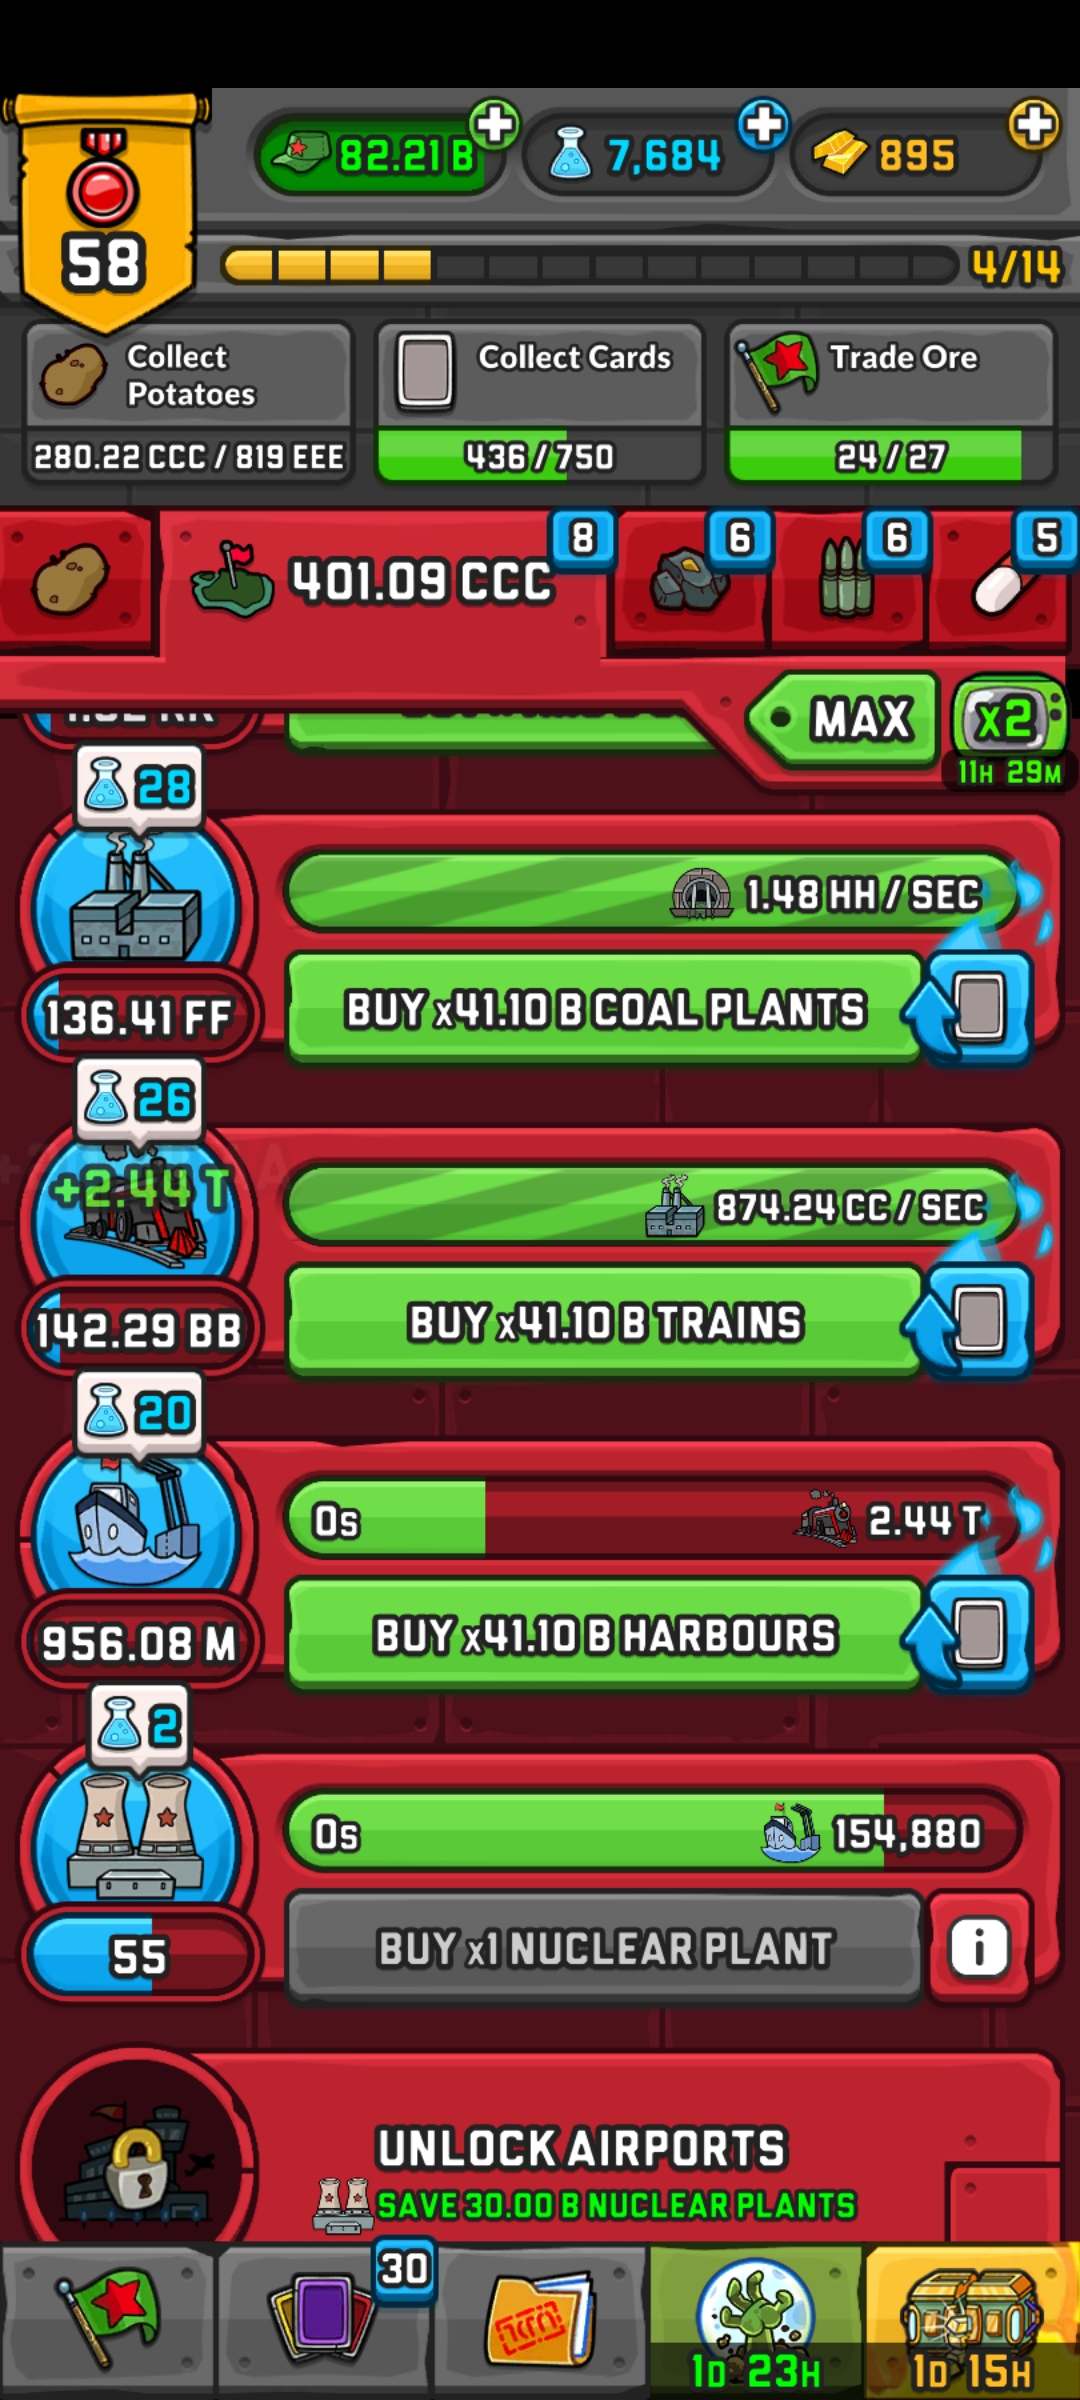 82.21 B
7,684
895
58
4/14
Collect
Potatoes
280.22 CCC / 819 EEE
Collect Cards
436 / 750
Trade Ore
24 / 27
401.09 CCC
8
6
6
5
MAX
x2
11H 29M
28
1.48 HH / SEC
136.41 FF
BUY x41.10 B COAL PLANTS
26
+2.44 T
874.24 CC / SEC
142.29 BB
BUY x41.10 B TRAINS
20
0s
2.44 T
956.08 M
BUY x41.10 B HARBOURS
2
0s
154,880
55
BUY x1 NUCLEAR PLANT
i
UNLOCK AIRPORTS
SAVE 30.00 B NUCLEAR PLANTS
30
1D 23H
1D 15H